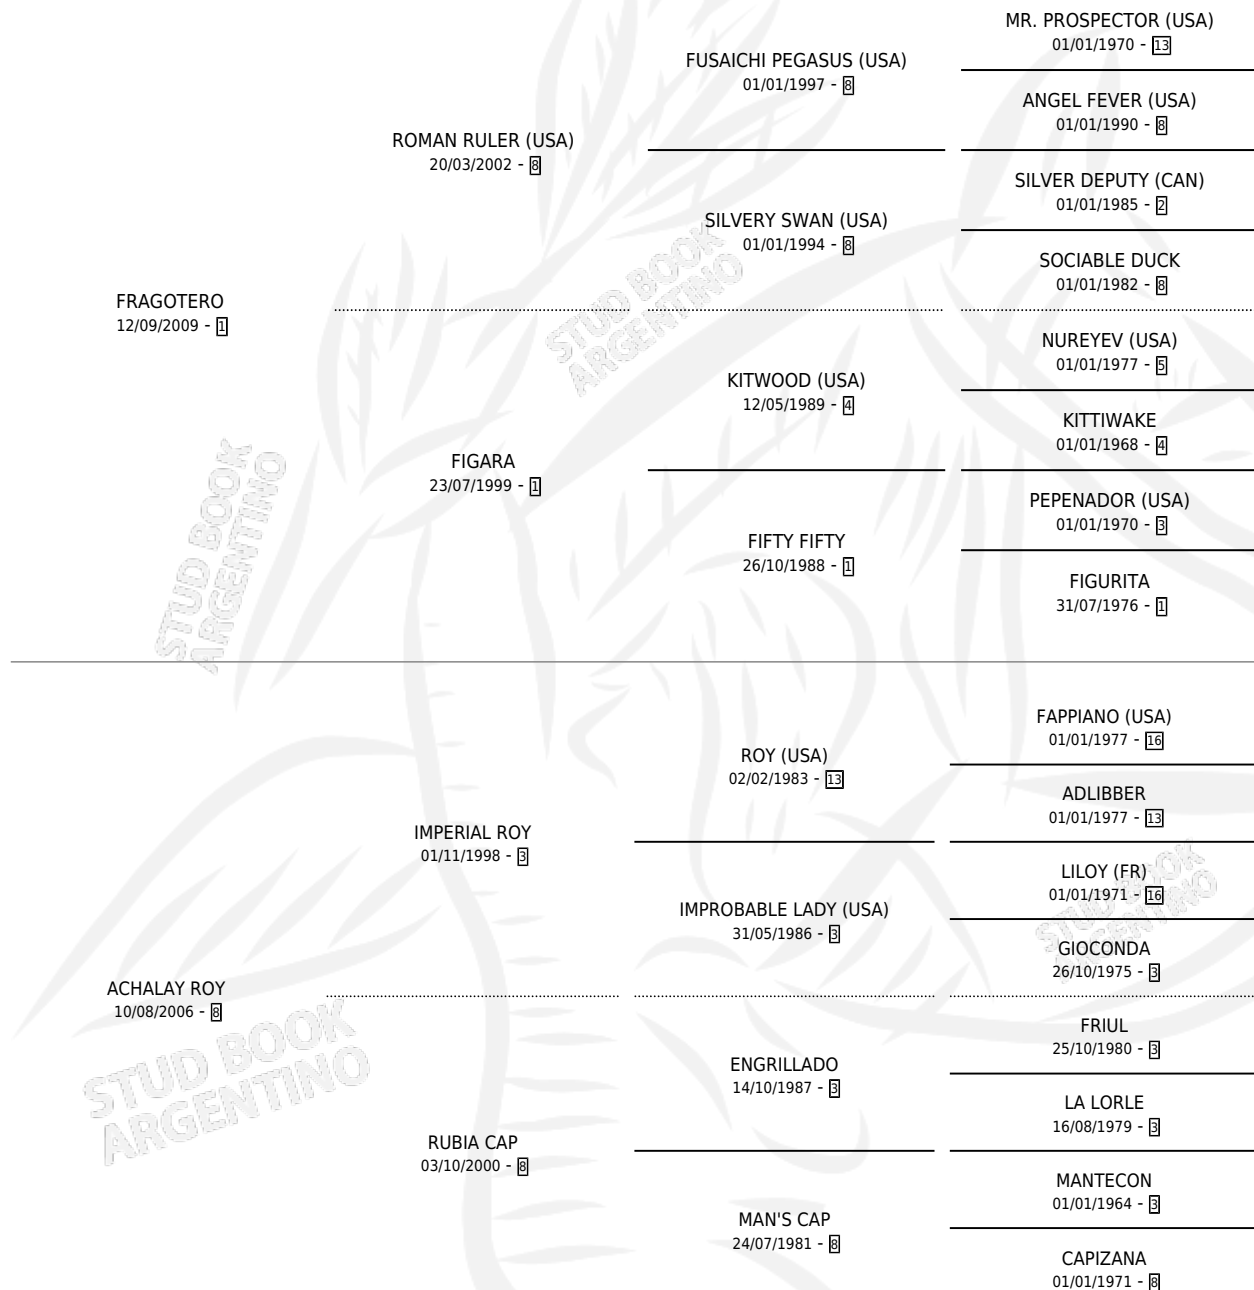 MR. PROSPECTOR (USA)
01/01/1970 - 13
FUSAICHI PEGASUS (USA)
01/01/1997 - 8
ANGEL FEVER (USA)
01/01/1990 - 8
ROMAN RULER (USA)
20/03/2002 - 8
SILVER DEPUTY (CAN)
01/01/1985 - 2
SILVERY SWAN (USA)
01/01/1994 - 8
SOCIABLE DUCK
01/01/1982 - 8
FRAGOTERO
12/09/2009 - 1
STUD BOOK
ARGENTINO
NUREYEV (USA)
01/01/1977 - 5
KITWOOD (USA)
12/05/1989 - 4
KITTIWAKE
01/01/1968 - 4
FIGARA
23/07/1999 - 1
PEPENADOR (USA)
01/01/1970 - 3
FIFTY FIFTY
26/10/1988 - 1
FIGURITA
31/07/1976 - 1
STUD BOOK
ARGENTINO
FAPPIANO (USA)
01/01/1977 - 16
ROY (USA)
02/02/1983 - 13
ADLIBBER
01/01/1977 - 13
IMPERIAL ROY
01/11/1998 - 3
LILOY (FR)
01/01/1971 - 16
IMPROBABLE LADY (USA)
31/05/1986 - 3
STUD BOOK
ARGENTINO
GIOCONDA
26/10/1975 - 3
ACHALAY ROY
10/08/2006 - 8
STUD BOOK
ARGENTINO
FRIUL
25/10/1980 - 3
ENGRILLADO
14/10/1987 - 3
LA LORLE
16/08/1979 - 3
RUBIA CAP
03/10/2000 - 8
MANTECON
01/01/1964 - 3
MAN'S CAP
24/07/1981 - 8
CAPIZANA
01/01/1971 - 8